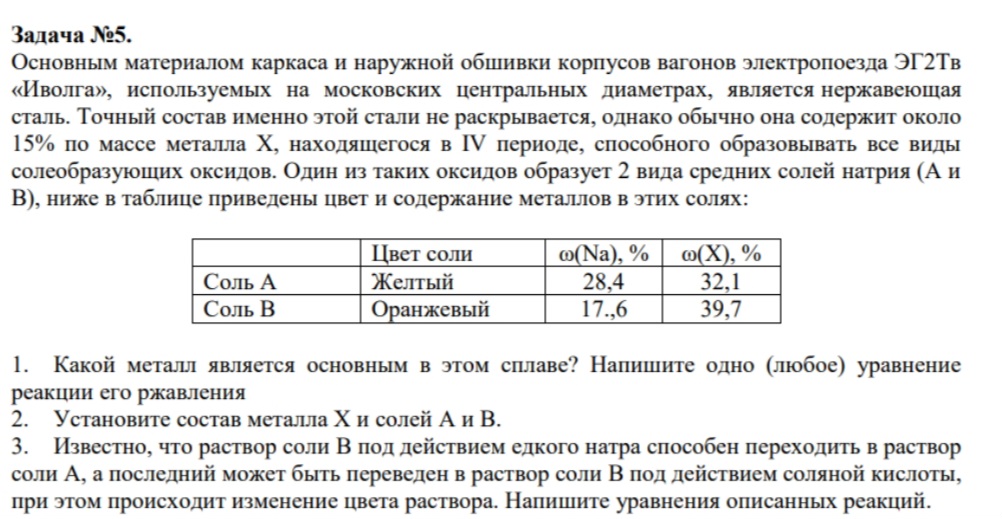 Задача №5.
Основным материалом каркаса и наружной обшивки корпусов вагонов электропоезда ЭГ2Тв
«Иволга», используемых на московских центральных диаметрах, является нержавеющая
сталь. Точный состав именно этой стали не раскрывается, однако обычно она содержит около
15% по массе металла X, находящегося в IV периоде, способного образовывать все виды
солеобразующих оксидов. Один из таких оксидов образует 2 вида средних солей натрия (А и
В), ниже в таблице приведены цвет и содержание металлов в этих солях:
Цвет соли ω(Na), % ω(X), %
Соль А Желтый 28,4 32,1
Соль В Оранжевый 17.,6 39,7
1. Какой металл является основным в этом сплаве? Напишите одно (любое) уравнение
реакции его ржавления
2. Установите состав металла X и солей А и В.
3. Известно, что раствор соли В под действием едкого натра способен переходить в раствор
соли А, а последний может быть переведен в раствор соли В под действием соляной кислоты,
при этом происходит изменение цвета раствора. Напишите уравнения описанных реакций.